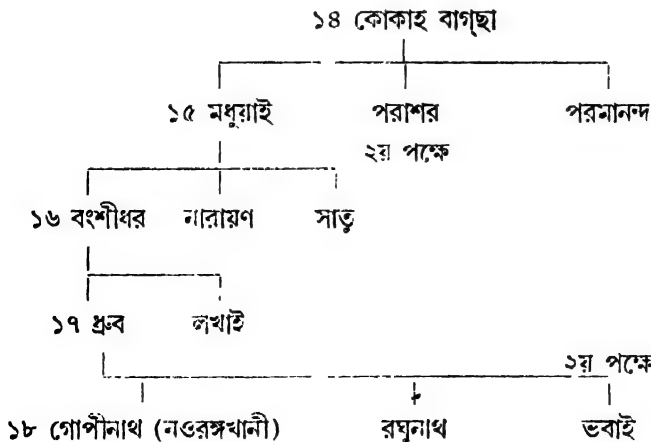 ১৪ কোকাহ বাগ্ছা
১৫ মধুয়াই পরাশর পরমানন্দ
২য় পক্ষে
১৬ বংশীধর নারায়ণ সাতু
১৭ ধ্রুব লখাই
২য় পক্ষে
১৮ গোপীনাথ (নওরঙ্গখানী) রঘুনাথ ভবাই